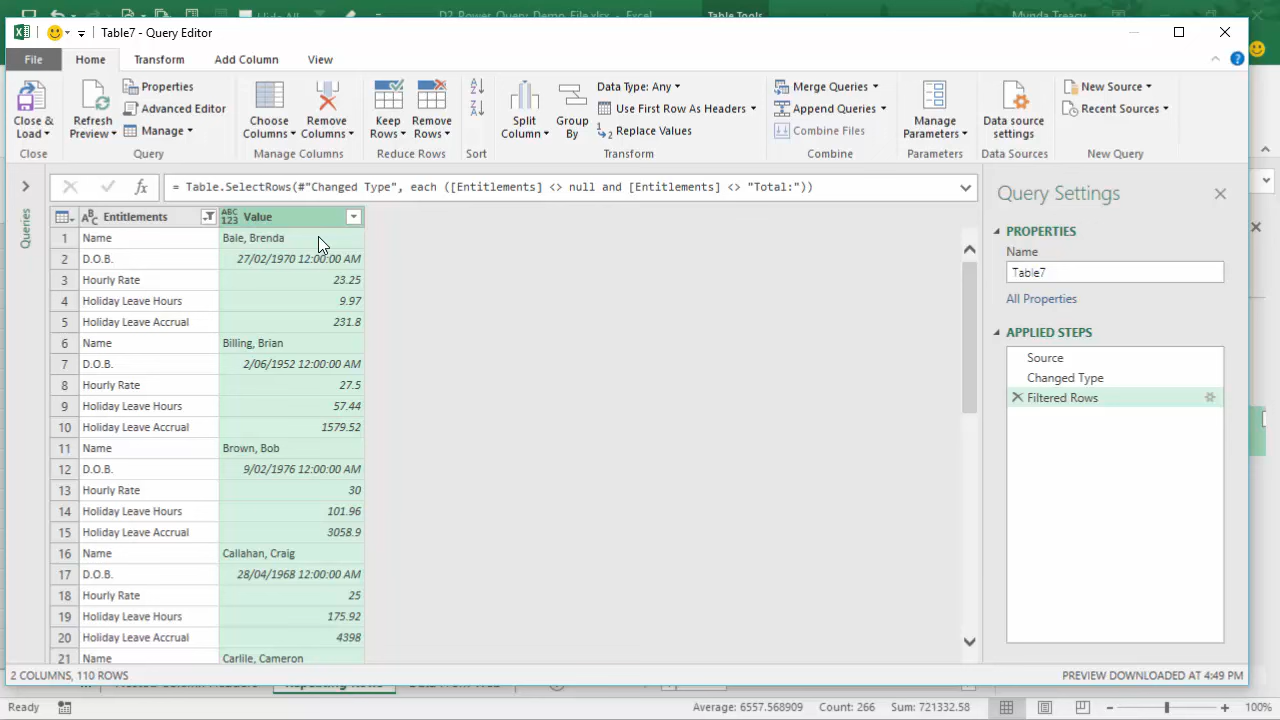 D2_Power_Query_Demo_File.xlsx - Excel
Table Tools
Mynda Treacy
Table7 - Query Editor
File Home Transform Add Column View
Close & Load
Refresh Preview
Properties
Advanced Editor
Manage
Choose Columns
Remove Columns
Keep Rows
Remove Rows
Split Column
Group By
Data Type: Any
Use First Row As Headers
Replace Values
Merge Queries
Append Queries
Combine Files
Manage Parameters
Data source settings
New Source
Recent Sources
Close Query Manage Columns Reduce Rows Sort Transform Combine Parameters Data Sources New Query
fx = Table.SelectRows(#"Changed Type", each ([Entitlements] <> null and [Entitlements] <> "Total:"))
Queries
ABC Entitlements ABC 123 Value
1 Name Bale, Brenda
2 D.O.B. 27/02/1970 12:00:00 AM
3 Hourly Rate 23.25
4 Holiday Leave Hours 9.97
5 Holiday Leave Accrual 231.8
6 Name Billing, Brian
7 D.O.B. 2/06/1952 12:00:00 AM
8 Hourly Rate 27.5
9 Holiday Leave Hours 57.44
10 Holiday Leave Accrual 1579.52
11 Name Brown, Bob
12 D.O.B. 9/02/1976 12:00:00 AM
13 Hourly Rate 30
14 Holiday Leave Hours 101.96
15 Holiday Leave Accrual 3058.9
16 Name Callahan, Craig
17 D.O.B. 28/04/1968 12:00:00 AM
18 Hourly Rate 25
19 Holiday Leave Hours 175.92
20 Holiday Leave Accrual 4398
21 Name Carlile, Cameron
Query Settings
PROPERTIES
Name
Table7
All Properties
APPLIED STEPS
Source
Changed Type
Filtered Rows
2 COLUMNS, 110 ROWS
PREVIEW DOWNLOADED AT 4:49 PM
Ready
Average: 6557.568909 Count: 266 Sum: 721332.58
100%